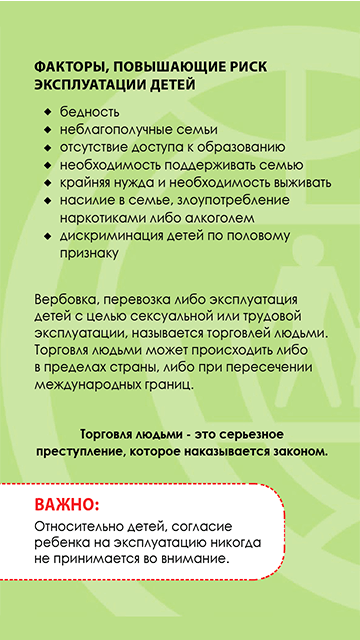 ФАКТОРЫ, ПОВЫШАЮЩИЕ РИСК
ЭКСПЛУАТАЦИИ ДЕТЕЙ
◆ бедность
◆ неблагополучные семьи
◆ отсутствие доступа к образованию
◆ необходимость поддерживать семью
◆ крайняя нужда и необходимость выживать
◆ насилие в семье, злоупотребление
наркотиками либо алкоголем
◆ дискриминация детей по половому
признаку
Вербовка, перевозка либо эксплуатация
детей с целью сексуальной или трудовой
эксплуатации, называется торговлей людьми.
Торговля людьми может происходить либо
в пределах страны, либо при пересечении
международных границ.
Торговля людьми - это серьезное
преступление, которое наказывается законом.
ВАЖНО:
Относительно детей, согласие
ребенка на эксплуатацию никогда
не принимается во внимание.